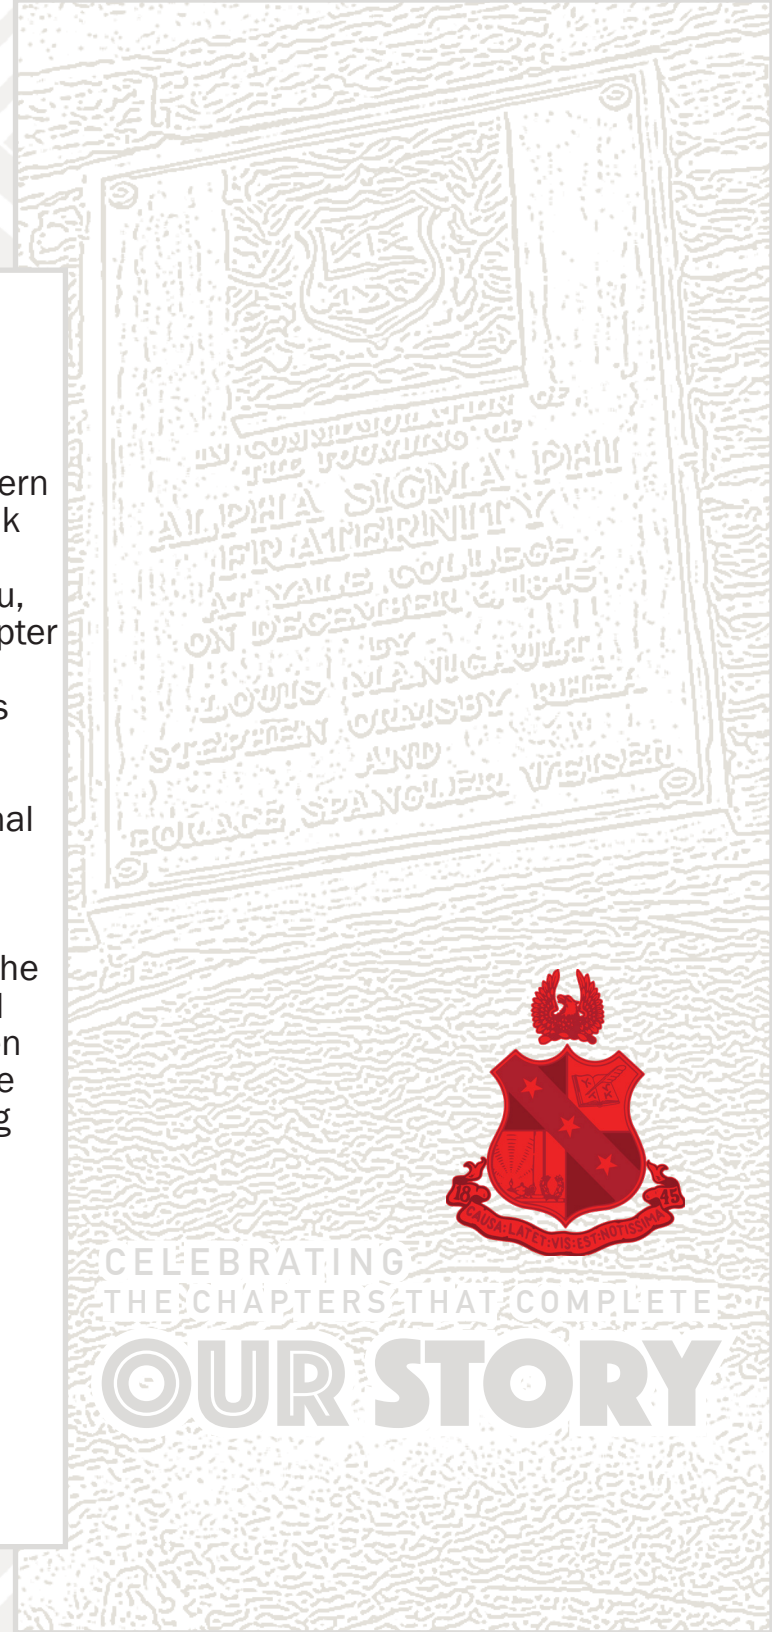 ern
k
u,
pter
s
nal
he
l
n
e
g
IN COMMEMORATION OF
THE FOUNDING OF
ALPHA SIGMA PHI
FRATERNITY
AT YALE COLLEGE
ON DECEMBER 6, 1845
BY
LOUIS MANIGAULT
STEPHEN ORMSBY RHEA
AND
HORACE SPANGLER WEISER
18 45
CAUSA:LATET:VIS:EST:NOTISSIMA
CELEBRATING
THE CHAPTERS THAT COMPLETE
OUR STORY